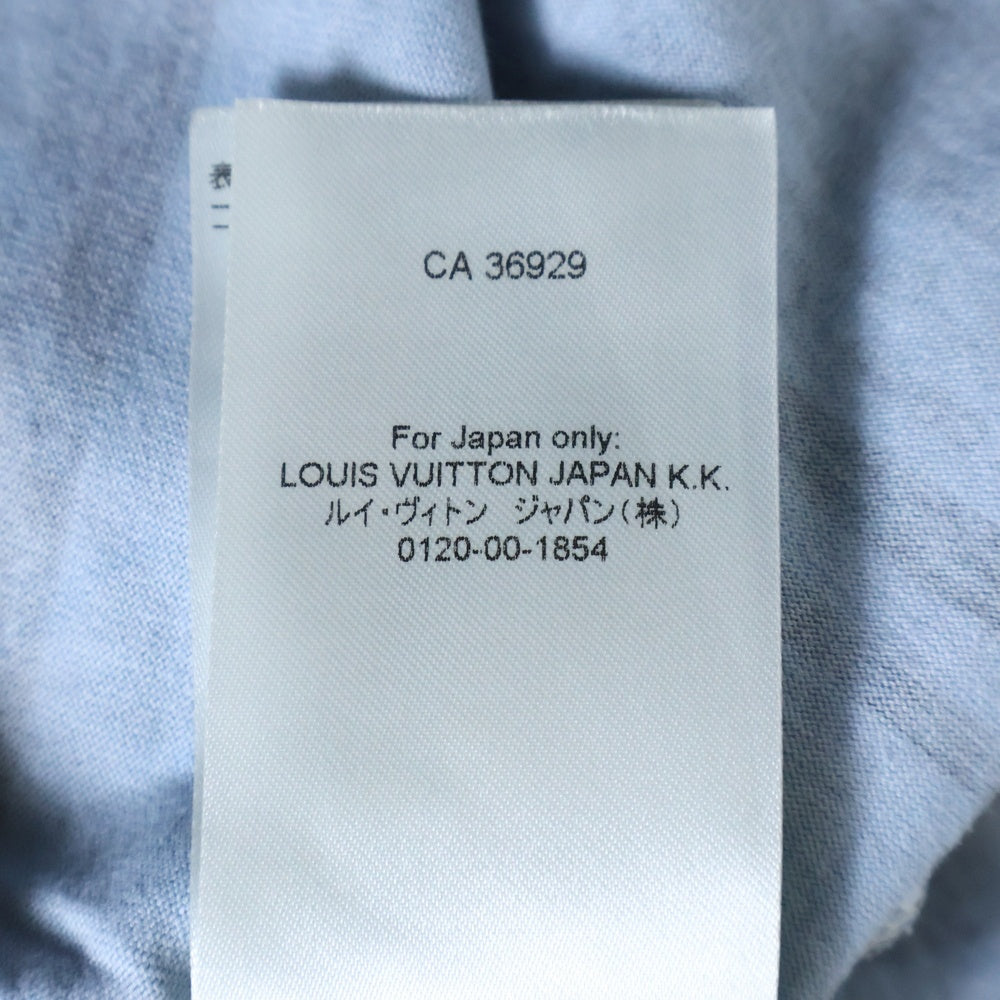 表
CA 36929
For Japan only:
LOUIS VUITTON JAPAN K.K.
ルイ・ヴィトン　ジャパン（株）
0120-00-1854